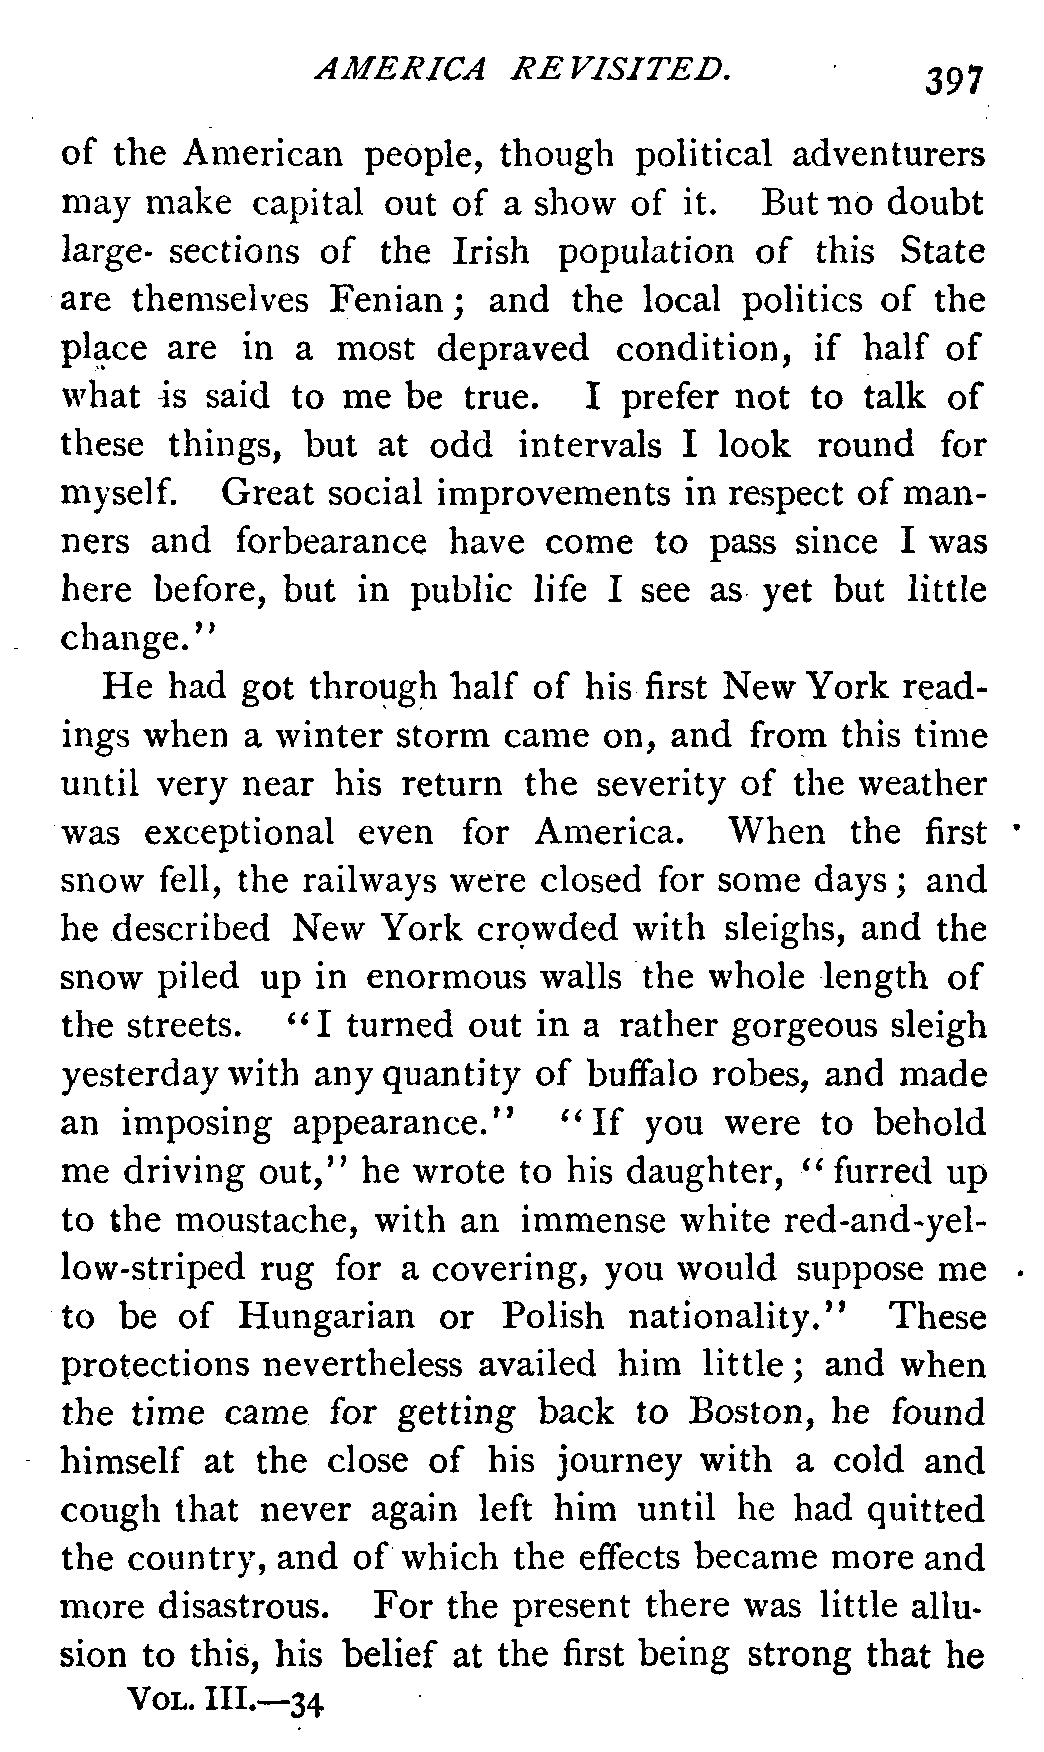 AMERICA REVISITED. 397
of the American people, though political adventurers
may make capital out of a show of it. But no doubt
large sections of the Irish population of this State
are themselves Fenian; and the local politics of the
place are in a most depraved condition, if half of
what is said to me be true. I prefer not to talk of
these things, but at odd intervals I look round for
myself. Great social improvements in respect of man-
ners and forbearance have come to pass since I was
here before, but in public life I see as yet but little
change."
He had got through half of his first New York read-
ings when a winter storm came on, and from this time
until very near his return the severity of the weather
was exceptional even for America. When the first
snow fell, the railways were closed for some days; and
he described New York crowded with sleighs, and the
snow piled up in enormous walls the whole length of
the streets. "I turned out in a rather gorgeous sleigh
yesterday with any quantity of buffalo robes, and made
an imposing appearance." "If you were to behold
me driving out," he wrote to his daughter, "furred up
to the moustache, with an immense white red-and-yel-
low-striped rug for a covering, you would suppose me
to be of Hungarian or Polish nationality." These
protections nevertheless availed him little; and when
the time came for getting back to Boston, he found
himself at the close of his journey with a cold and
cough that never again left him until he had quitted
the country, and of which the effects became more and
more disastrous. For the present there was little allu-
sion to this, his belief at the first being strong that he
VOL. III.—34